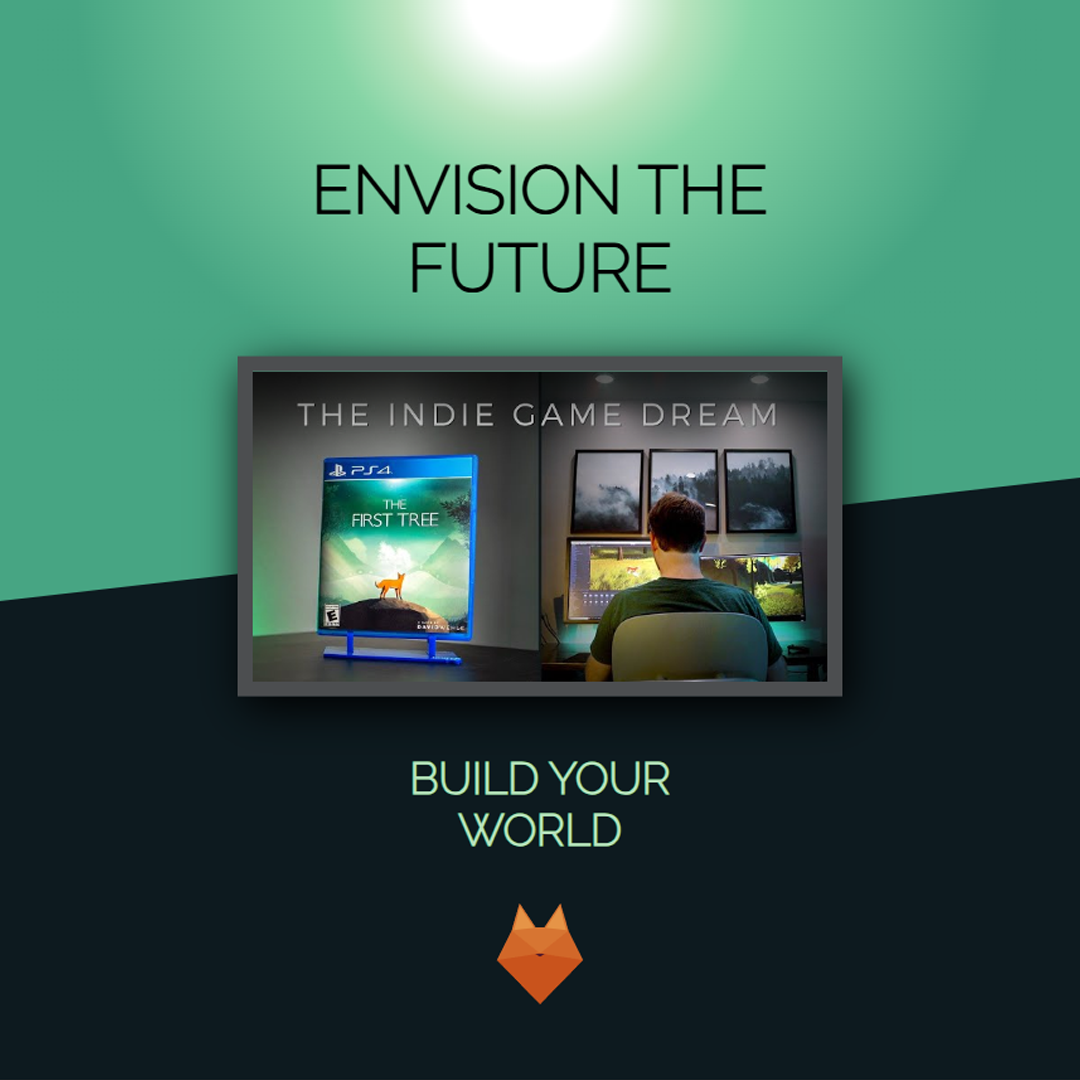 ENVISION THE
FUTURE
THE INDIE GAME DREAM
PS4
THE
FIRST TREE
E
BUILD YOUR
WORLD